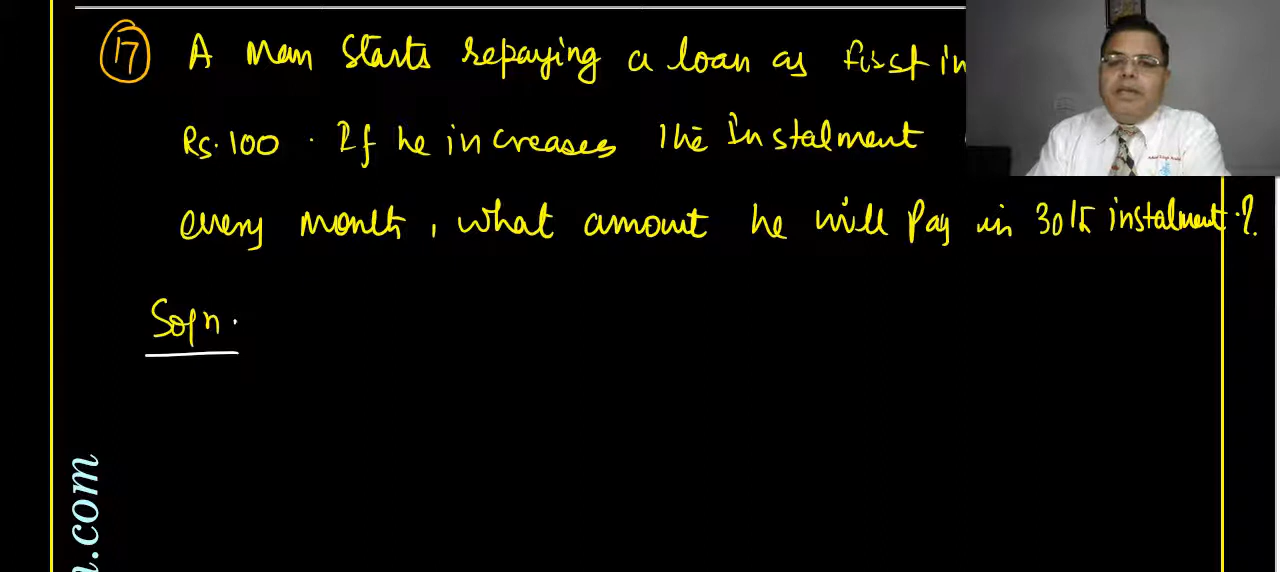 17 A Man starts repaying a loan as first in
Rs.100 . If he increases The Instalment
every month, what amount he will Pay in 30th instalment.?
Soln.
n.com